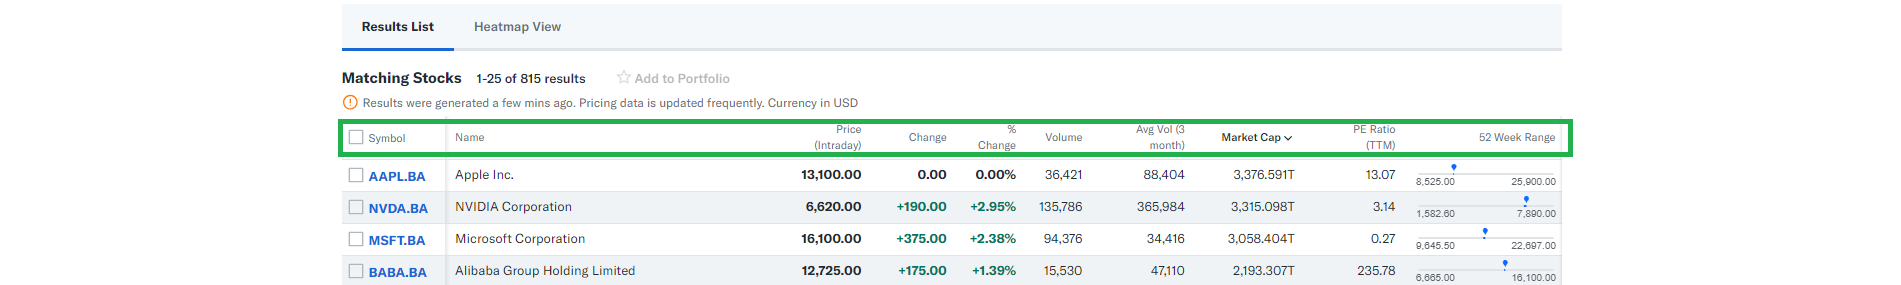 Results List Heatmap View
Matching Stocks 1-25 of 815 results Add to Portfolio
Results were generated a few mins ago. Pricing data is updated frequently. Currency in USD
Symbol Name Price (Intraday) Change % Change Volume Avg Vol (3 month) Market Cap PE Ratio (TTM) 52 Week Range
AAPL.BA Apple Inc. 13,100.00 0.00 0.00% 36,421 88,404 3,376.591T 13.07 8,525.00 25,900.00
NVDA.BA NVIDIA Corporation 6,620.00 +190.00 +2.95% 135,786 365,984 3,315.098T 3.14 1,582.60 7,890.00
MSFT.BA Microsoft Corporation 16,100.00 +375.00 +2.38% 94,376 34,416 3,058.404T 0.27 9,645.50 22,697.00
BABA.BA Alibaba Group Holding Limited 12,725.00 +175.00 +1.39% 15,530 47,110 2,193.307T 235.78 6,665.00 16,100.00